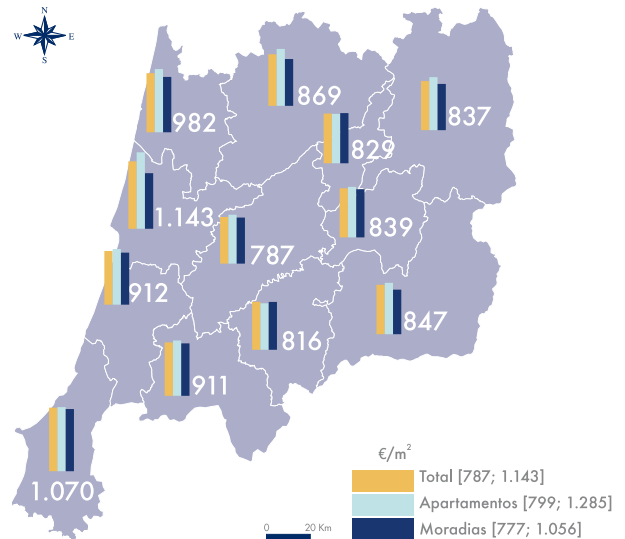 N
W E
S
869
837
982
829
1.143
839
787
912
847
816
911
1.070
€/m²
Total [787; 1.143]
Apartamentos [799; 1.285]
Moradias [777; 1.056]
0 20 Km